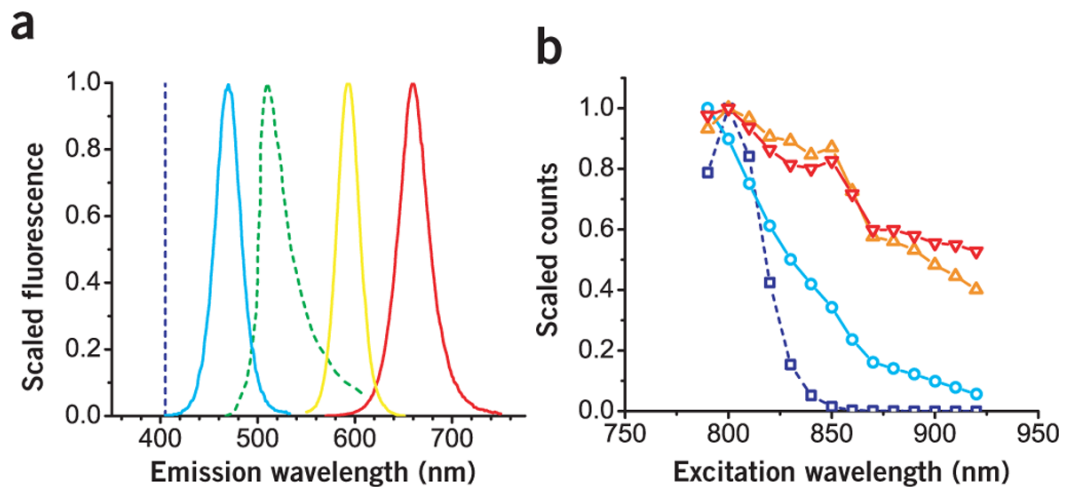 a
Scaled fluorescence
1.0
0.8
0.6
0.4
0.2
0.0
400 500 600 700
Emission wavelength (nm)
b
Scaled counts
1.0
0.8
0.6
0.4
0.2
0.0
750 800 850 900 950
Excitation wavelength (nm)